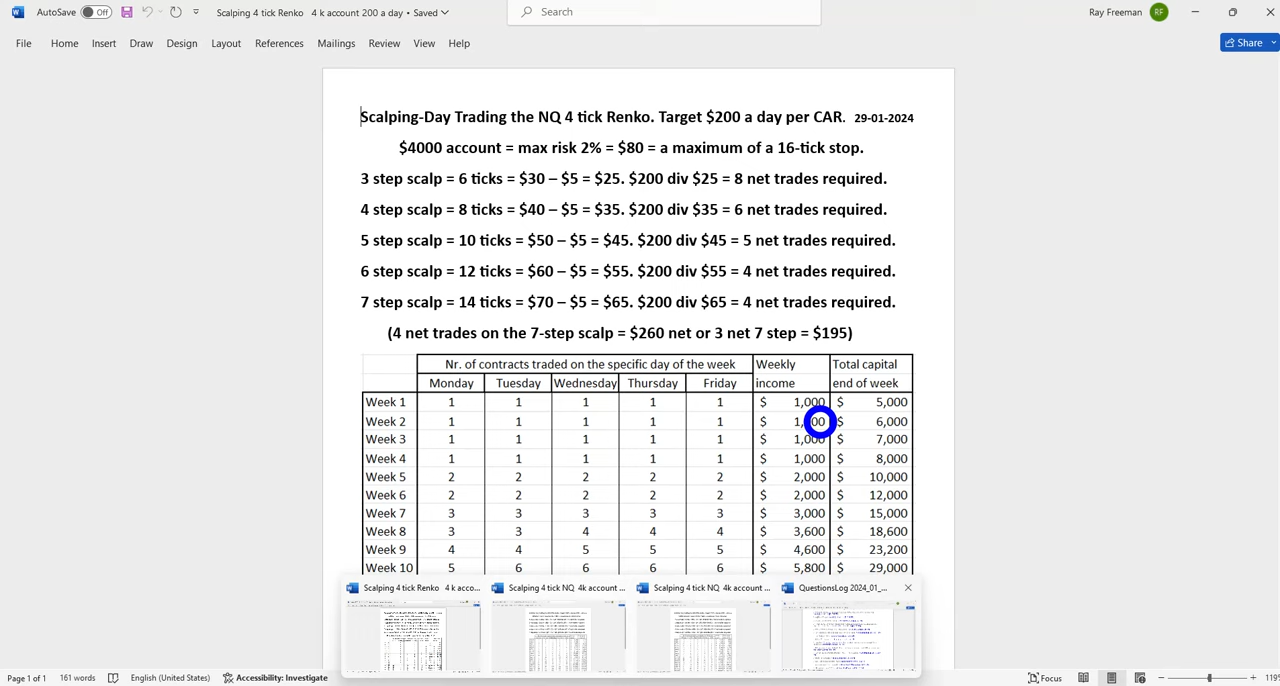 AutoSave Off Scalping 4 tick Renko 4 k account 200 a day • Saved Search Ray Freeman RF
File Home Insert Draw Design Layout References Mailings Review View Help Share
Scalping-Day Trading the NQ 4 tick Renko. Target $200 a day per CAR. 29-01-2024
$4000 account = max risk 2% = $80 = a maximum of a 16-tick stop.
3 step scalp = 6 ticks = $30 – $5 = $25. $200 div $25 = 8 net trades required.
4 step scalp = 8 ticks = $40 – $5 = $35. $200 div $35 = 6 net trades required.
5 step scalp = 10 ticks = $50 – $5 = $45. $200 div $45 = 5 net trades required.
6 step scalp = 12 ticks = $60 – $5 = $55. $200 div $55 = 4 net trades required.
7 step scalp = 14 ticks = $70 – $5 = $65. $200 div $65 = 4 net trades required.
(4 net trades on the 7-step scalp = $260 net or 3 net 7 step = $195)
Nr. of contracts traded on the specific day of the week Weekly Total capital
Monday Tuesday Wednesday Thursday Friday income end of week
Week 1 1 1 1 1 1 $ 1,000 $ 5,000
Week 2 1 1 1 1 1 $ $ 6,000
Week 3 1 1 1 1 1 $ 1,000 $ 7,000
Week 4 1 1 1 1 1 $ 1,000 $ 8,000
Week 5 2 2 2 2 2 $ 2,000 $ 10,000
Week 6 2 2 2 2 2 $ 2,000 $ 12,000
Week 7 3 3 3 3 3 $ 3,000 $ 15,000
Week 8 3 3 4 4 4 $ 3,600 $ 18,600
Week 9 4 4 5 5 5 $ 4,600 $ 23,200
Week 10 5 6 6 6 6 $ 5,800 $ 29,000
Scalping 4 tick Renko 4 k acco... Scalping 4 tick NQ 4k account ... Scalping 4 tick NQ 4k account ... QuestionsLog 2024_01_...
Page 1 of 1 161 words English (United States) Accessibility: Investigate Focus 119%